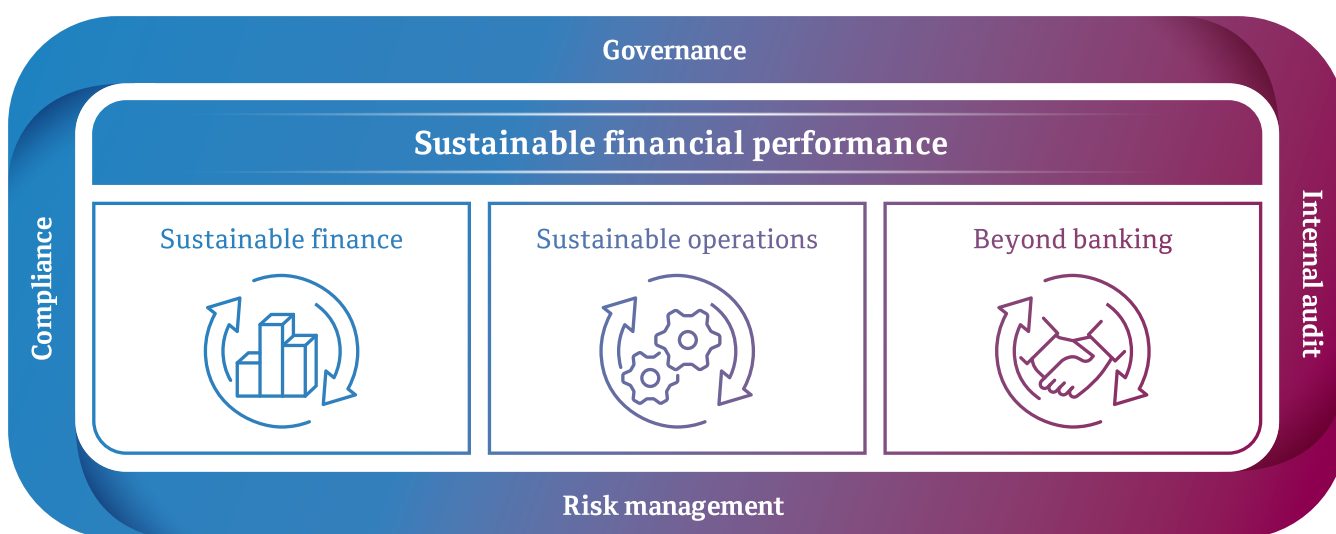 Governance
Sustainable financial performance
Compliance
Sustainable finance
Sustainable operations
Beyond banking
Internal audit
Risk management